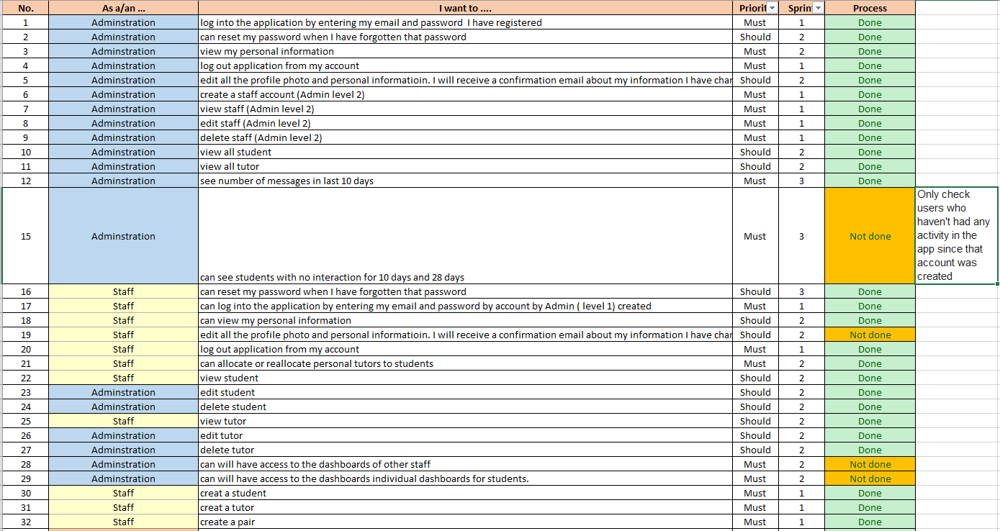 No. As a/an ... I want to .... Priorit Sprin Process
1 Adminstration log into the application by entering my email and password  I have registered Must 1 Done
2 Adminstration can reset my password when I have forgotten that password Should 2 Done
3 Adminstration view my personal information Must 2 Done
4 Adminstration log out application from my account Must 1 Done
5 Adminstration edit all the profile photo and personal informatioin. I will receive a confirmation email about my information I have char Should 2 Done
6 Adminstration create a staff account (Admin level 2) Must 1 Done
7 Adminstration view staff (Admin level 2) Must 1 Done
8 Adminstration edit staff (Admin level 2) Must 1 Done
9 Adminstration delete staff (Admin level 2) Must 1 Done
10 Adminstration view all student Should 2 Done
11 Adminstration view all tutor Should 2 Done
12 Adminstration see number of messages in last 10 days Must 3 Done
15 Adminstration can see students with no interaction for 10 days and 28 days Must 3 Not done
Only check
users who
haven't had any
activity in the
app since that
account was
created
16 Staff can reset my password when I have forgotten that password Should 3 Done
17 Staff can log into the application by entering my email and password by account by Admin ( level 1) created Must 1 Done
18 Staff can view my personal information Should 2 Done
19 Staff edit all the profile photo and personal informatioin. I will receive a confirmation email about my information I have char Should 2 Not done
20 Staff log out application from my account Must 1 Done
21 Staff can allocate or reallocate personal tutors to students Must 2 Done
22 Staff view student Should 2 Done
23 Adminstration edit student Should 2 Done
24 Adminstration delete student Should 2 Done
25 Staff view tutor Should 2 Done
26 Adminstration edit tutor Should 2 Done
27 Adminstration delete tutor Should 2 Done
28 Adminstration can will have access to the dashboards of other staff Must 2 Not done
29 Adminstration can will have access to the dashboards individual dashboards for students. Must 2 Not done
30 Staff creat a student Must 1 Done
31 Staff creat a tutor Must 1 Done
32 Staff create a pair Must 1 Done